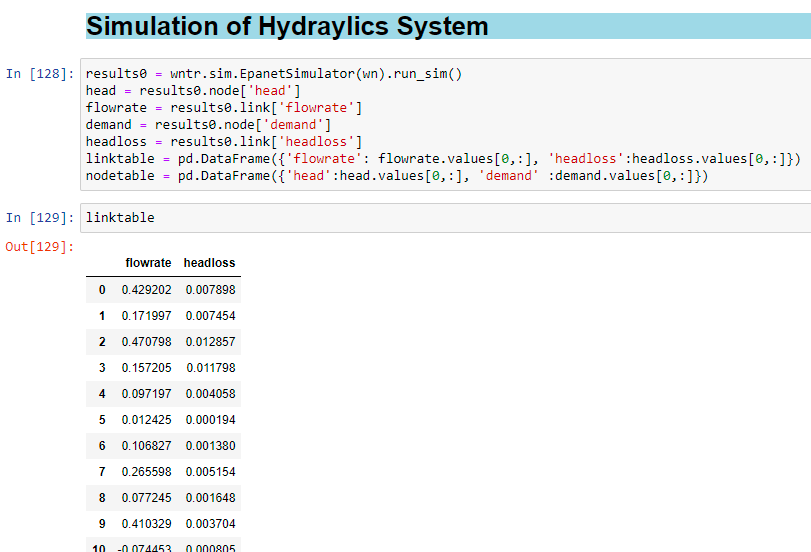 Simulation of Hydraylics System
In [128]: results0 = wntr.sim.EpanetSimulator(wn).run_sim()
head = results0.node['head']
flowrate = results0.link['flowrate']
demand = results0.node['demand']
headloss = results0.link['headloss']
linktable = pd.DataFrame({'flowrate': flowrate.values[0,:], 'headloss':headloss.values[0,:]})
nodetable = pd.DataFrame({'head':head.values[0,:], 'demand' :demand.values[0,:]})
In [129]: linktable
Out[129]:
flowrate headloss
0 0.429202 0.007898
1 0.171997 0.007454
2 0.470798 0.012857
3 0.157205 0.011798
4 0.097197 0.004058
5 0.012425 0.000194
6 0.106827 0.001380
7 0.265598 0.005154
8 0.077245 0.001648
9 0.410329 0.003704
10 -0.074453 0.000805